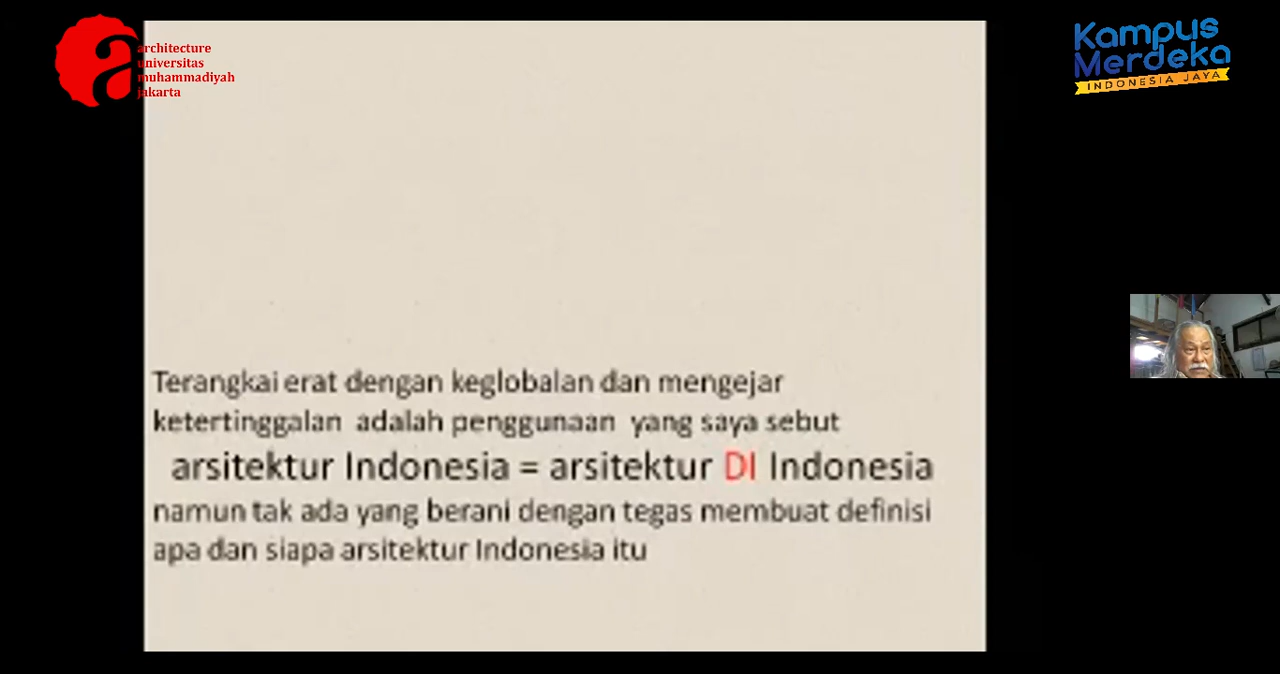 architecture
universitas
muhammadiyah
jakarta
Kampus
Merdeka
INDONESIA JAYA
Terangkai erat dengan keglobalan dan mengejar
ketertinggalan adalah penggunaan yang saya sebut
arsitektur Indonesia = arsitektur DI Indonesia
namun tak ada yang berani dengan tegas membuat definisi
apa dan siapa arsitektur Indonesia itu